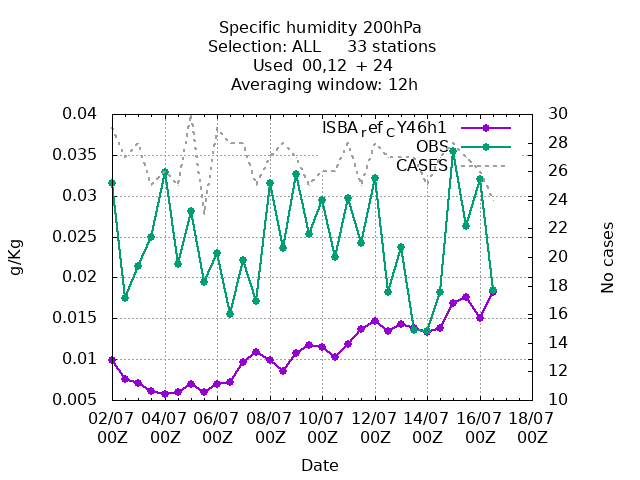 Specific humidity 200hPa
Selection: ALL     33 stations
Used  00,12  + 24
Averaging window: 12h
ISBA_ref_CY46h1
OBS
CASES
0.04
0.035
0.03
0.025
0.02
0.015
0.01
0.005
g/Kg
30
28
26
24
22
20
18
16
14
12
10
No cases
02/07 04/07 06/07 08/07 10/07 12/07 14/07 16/07 18/07
00Z 00Z 00Z 00Z 00Z 00Z 00Z 00Z 00Z
Date